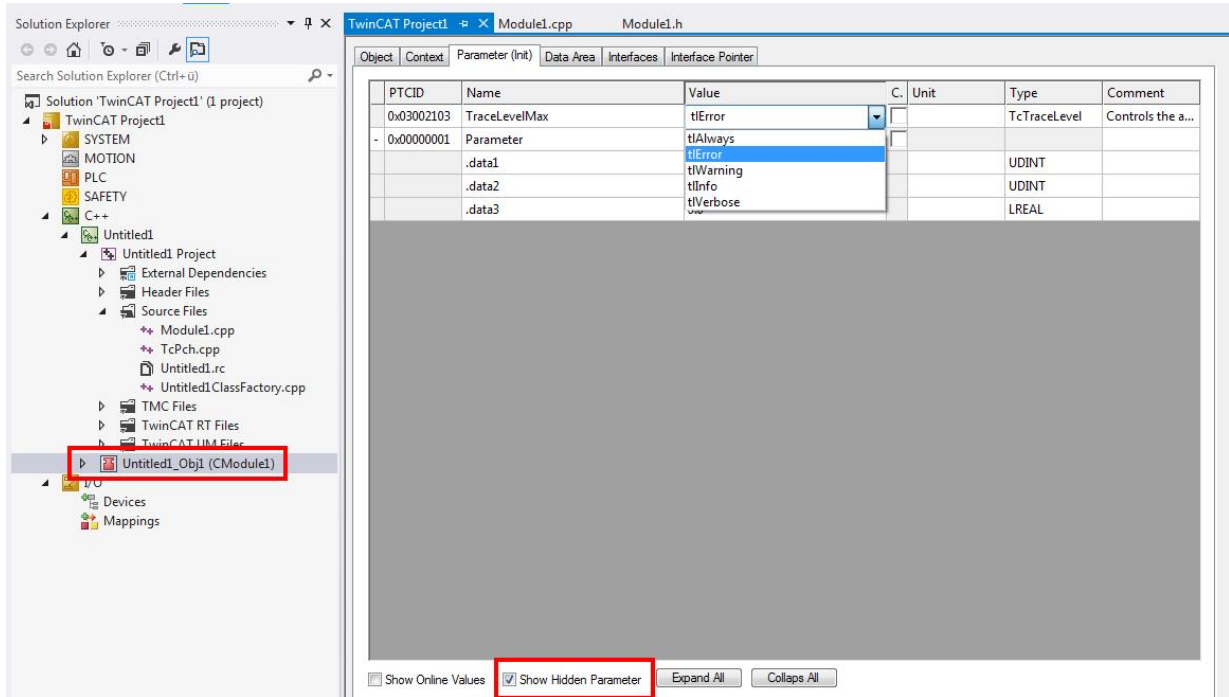 Solution Explorer
Search Solution Explorer (Ctrl+ü)
Solution 'TwinCAT Project1' (1 project)
TwinCAT Project1
SYSTEM
MOTION
PLC
SAFETY
C++
Untitled1
Untitled1 Project
External Dependencies
Header Files
Source Files
Module1.cpp
TcPch.cpp
Untitled1.rc
Untitled1ClassFactory.cpp
TMC Files
TwinCAT RT Files
TwinCAT UM Files
Untitled1_Obj1 (CModule1)
I/O
Devices
Mappings
TwinCAT Project1 Module1.cpp Module1.h
Object Context Parameter (Init) Data Area Interfaces Interface Pointer
PTCID Name Value C. Unit Type Comment
0x03002103 TraceLevelMax tlError TcTraceLevel Controls the a...
- 0x00000001 Parameter
.data1 UDINT
.data2 UDINT
.data3 LREAL
tlAlways
tlError
tlWarning
tlInfo
tlVerbose
Show Online Values Show Hidden Parameter Expand All Collaps All